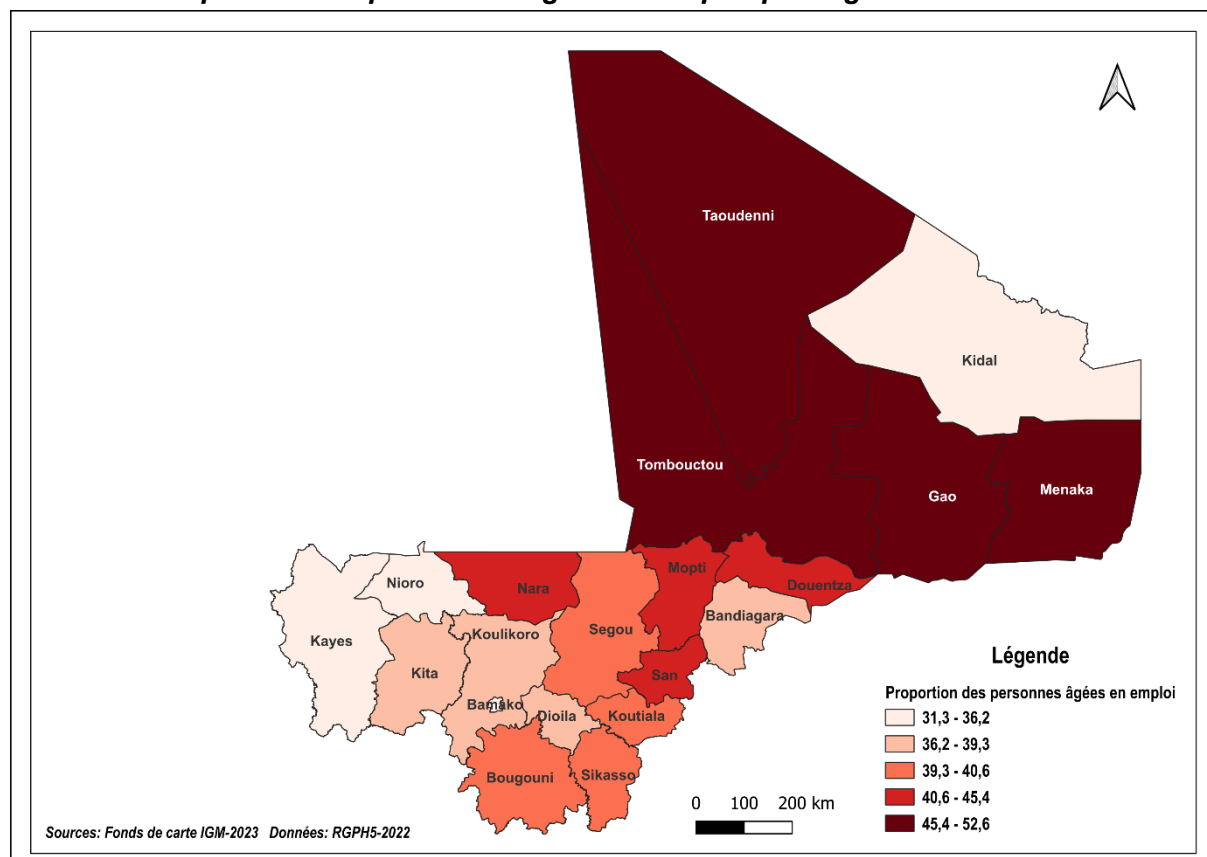 Taoudenni
Kidal
Tombouctou
Gao
Menaka
Mopti
Douentza
Nara
Nioro
Bandiagara
Koulikoro
Segou
Kayes
Kita
San
Bamako
Dioila
Koutiala
Bougouni
Sikasso
Légende
Proportion des personnes âgées en emploi
31,3 - 36,2
36,2 - 39,3
39,3 - 40,6
40,6 - 45,4
45,4 - 52,6
0 100 200 km
Sources: Fonds de carte IGM-2023 Données: RGPH5-2022